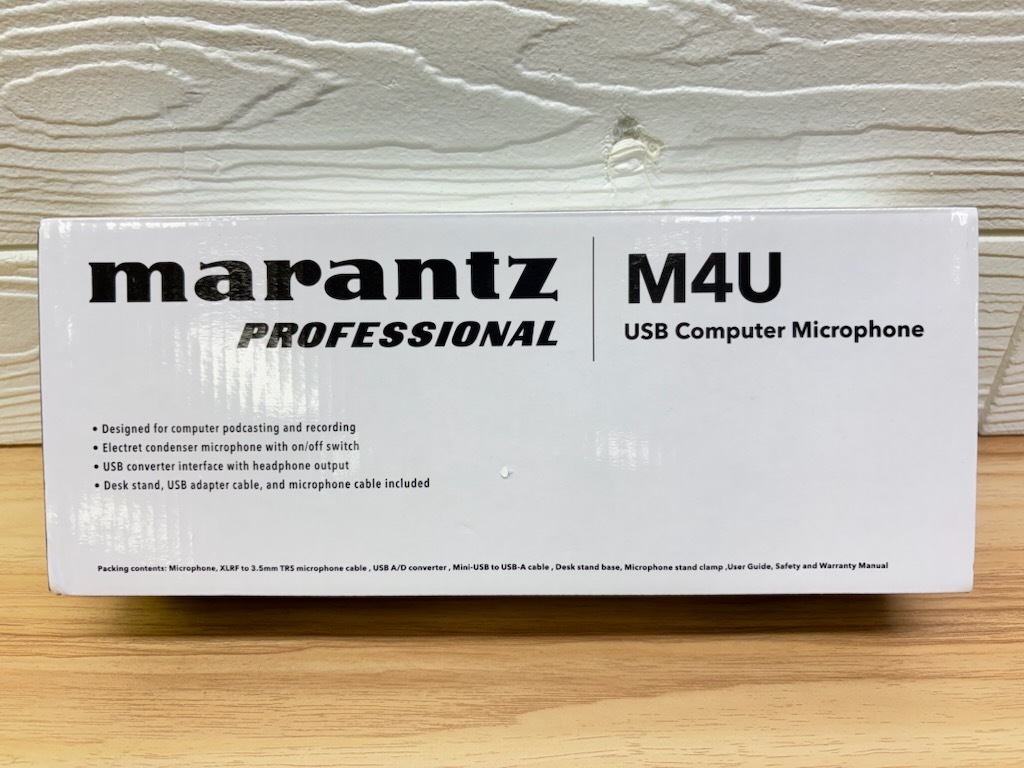 marantz
PROFESSIONAL
M4U
USB Computer Microphone
• Designed for computer podcasting and recording
• Electret condenser microphone with on/off switch
• USB converter interface with headphone output
• Desk stand, USB adapter cable, and microphone cable included
Packing contents: Microphone, XLRF to 3.5mm TRS microphone cable , USB A/D converter , Mini-USB to USB-A cable , Desk stand base, Microphone stand clamp ,User Guide, Safety and Warranty Manual